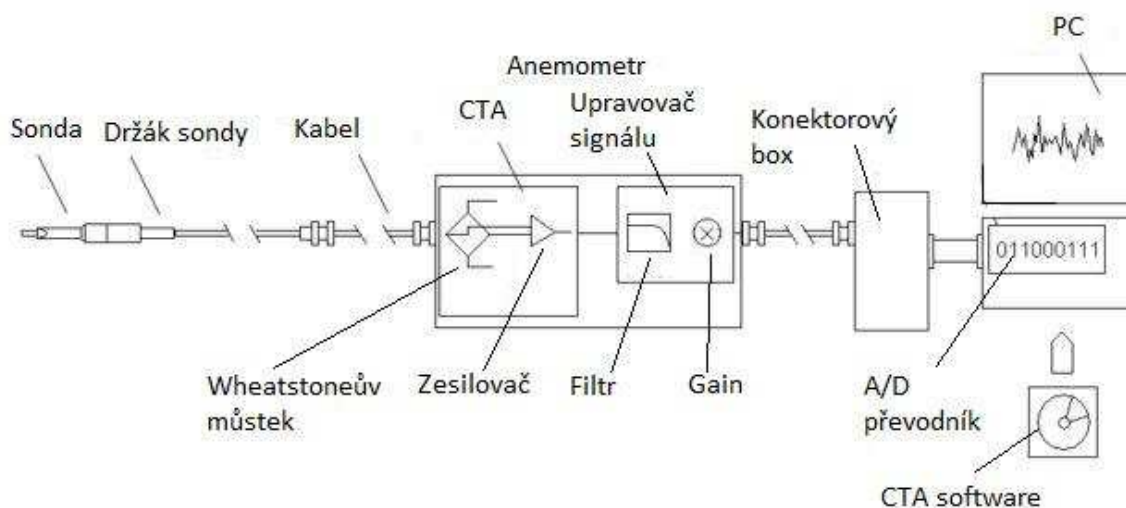 PC
Anemometr
CTA
Upravovač
signálu
Sonda
Držák sondy
Kabel
Konektorový
box
011000111
Wheatstoneův
můstek
Zesilovač
Filtr
Gain
A/D
převodník
CTA software